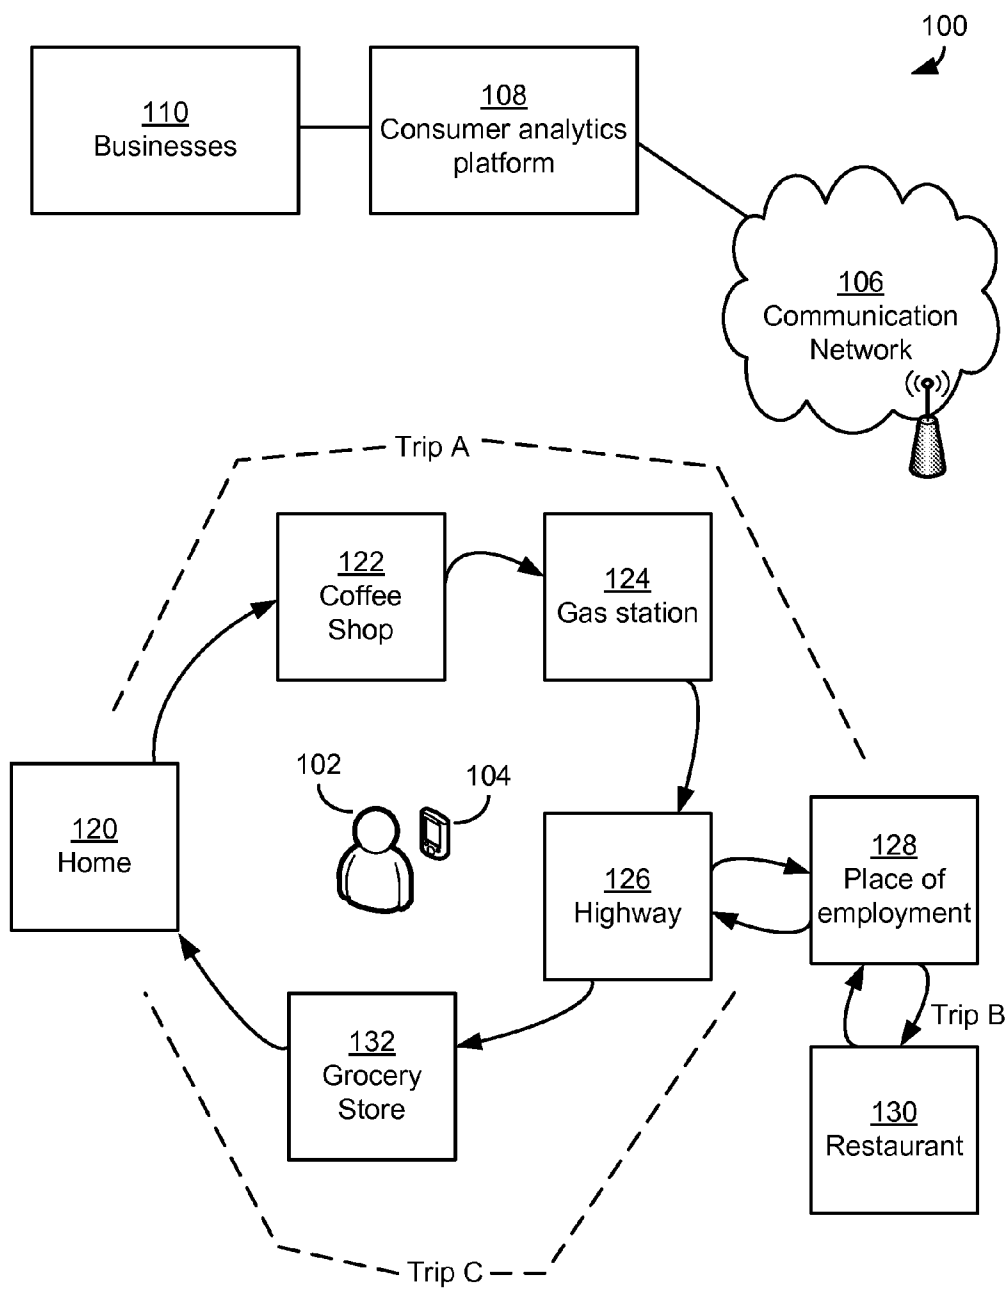 100
110
Businesses
108
Consumer analytics
platform
106
Communication
Network
Trip A
122
Coffee
Shop
124
Gas station
102
104
120
Home
126
Highway
128
Place of
employment
Trip B
132
Grocery
Store
130
Restaurant
Trip C